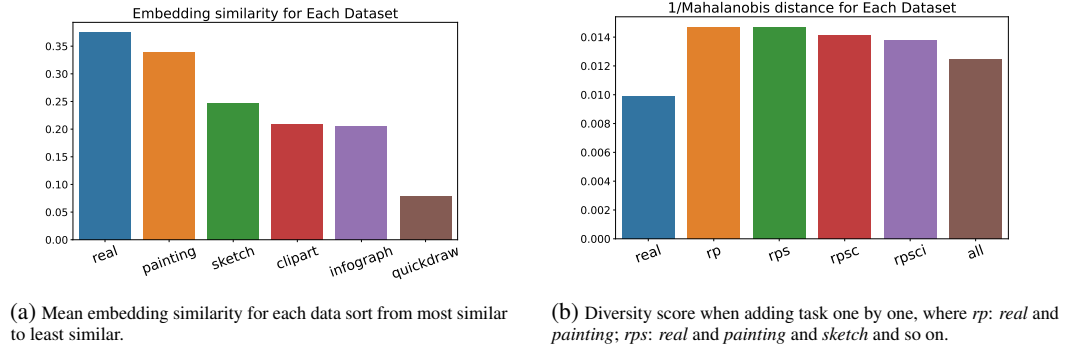 Embedding similarity for Each Dataset
0.35
0.30
0.25
0.20
0.15
0.10
0.05
0.00
real painting sketch clipart infograph quickdraw
(a) Mean embedding similarity for each data sort from most similar
to least similar.
1/Mahalanobis distance for Each Dataset
0.014
0.012
0.010
0.008
0.006
0.004
0.002
0.000
real rp rps rpsc rpsci all
(b) Diversity score when adding task one by one, where rp: real and
painting; rps: real and painting and sketch and so on.